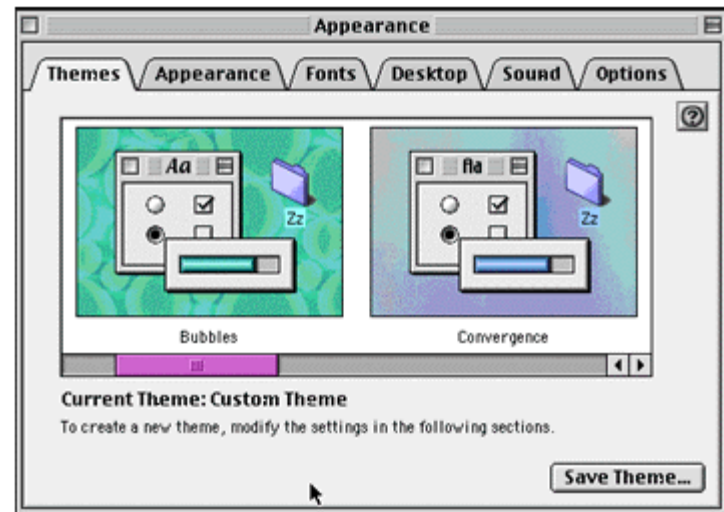 Appearance
Themes Appearance Fonts Desktop Sound Options
?
Aa Aa
Zz Zz
Bubbles Convergence
Current Theme: Custom Theme
To create a new theme, modify the settings in the following sections.
Save Theme...